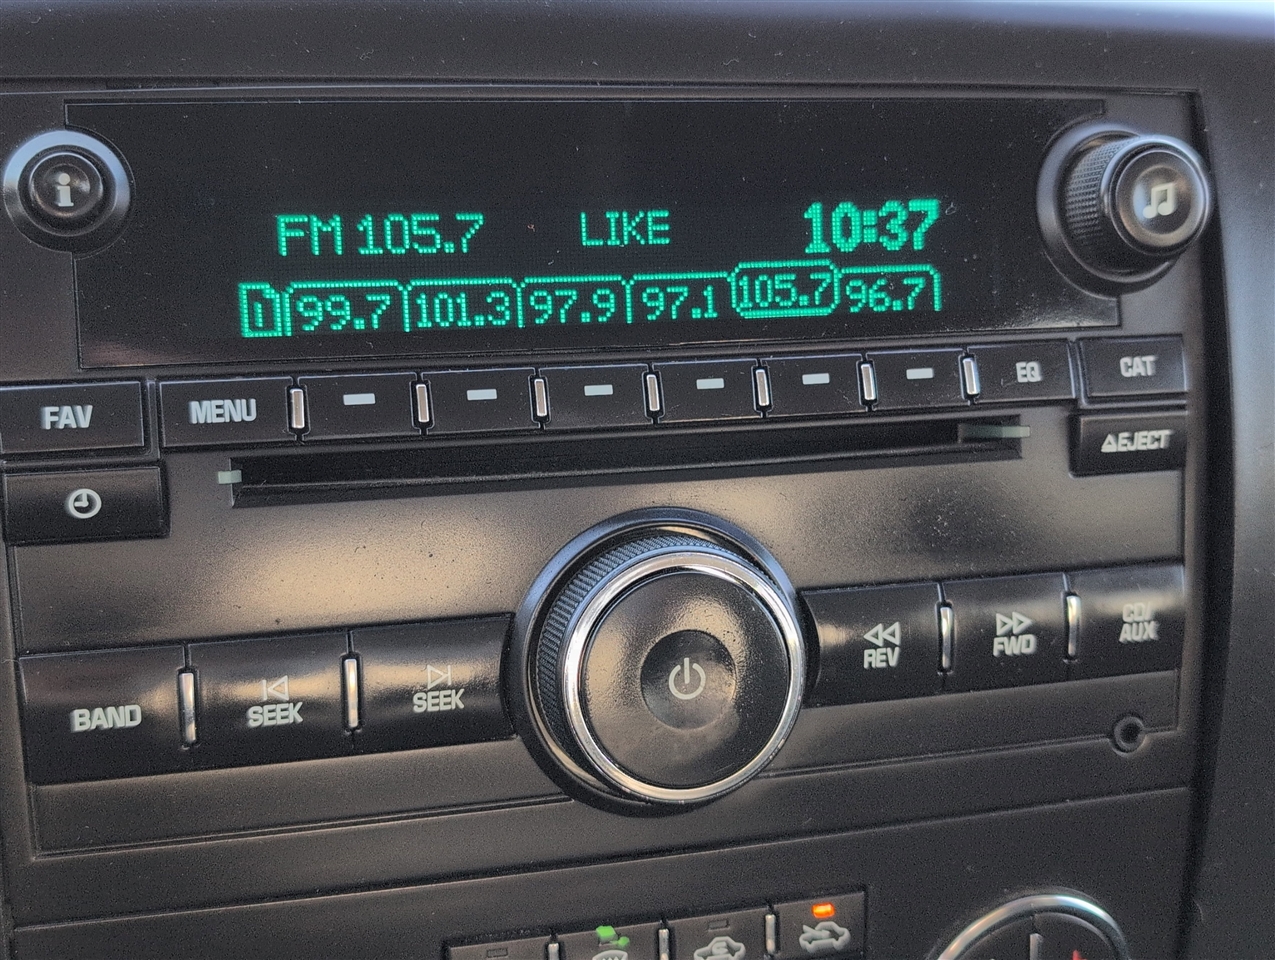 FM 105.7 LIKE 10:37
1 99.7 101.3 97.9 97.1 105.7 96.7
FAV MENU EQ CAT
EJECT
BAND SEEK SEEK REV FWD CD/
AUX